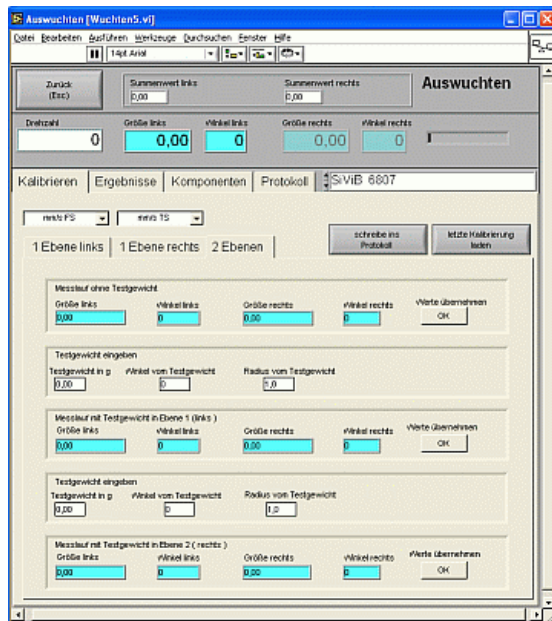 Auswuchten [Wuchten5.vi]
Datei Bearbeiten Ausführen Werkzeuge Durchsuchen Fenster Hilfe
14pt Arial
Zurück (Esc)
Summenwert links
0,00
Summenwert rechts
0,00
Auswuchten
Drehzahl
0
Größe links
0,00
Winkel links
0
Größe rechts
0,00
Winkel rechts
0
Kalibrieren Ergebnisse Komponenten Protokoll SiViB 6807
mm/s FS mm/s TS
1 Ebene links 1 Ebene rechts 2 Ebenen
schreibe ins Protokoll
letzte Kalibrierung laden
Messlauf ohne Testgewicht
Größe links Winkel links Größe rechts Winkel rechts Werte übernehmen
0,00 0 0,00 0 OK
Testgewicht eingeben
Testgewicht in g Winkel vom Testgewicht Radius vom Testgewicht
0,00 0 1,0
Messlauf mit Testgewicht in Ebene 1 (links )
Größe links Winkel links Größe rechts Winkel rechts Werte übernehmen
0,00 0 0,00 0 OK
Testgewicht eingeben
Testgewicht in g Winkel vom Testgewicht Radius vom Testgewicht
0,00 0 1,0
Messlauf mit Testgewicht in Ebene 2 ( rechts )
Größe links Winkel links Größe rechts Winkel rechts Werte übernehmen
0,00 0 0,00 0 OK